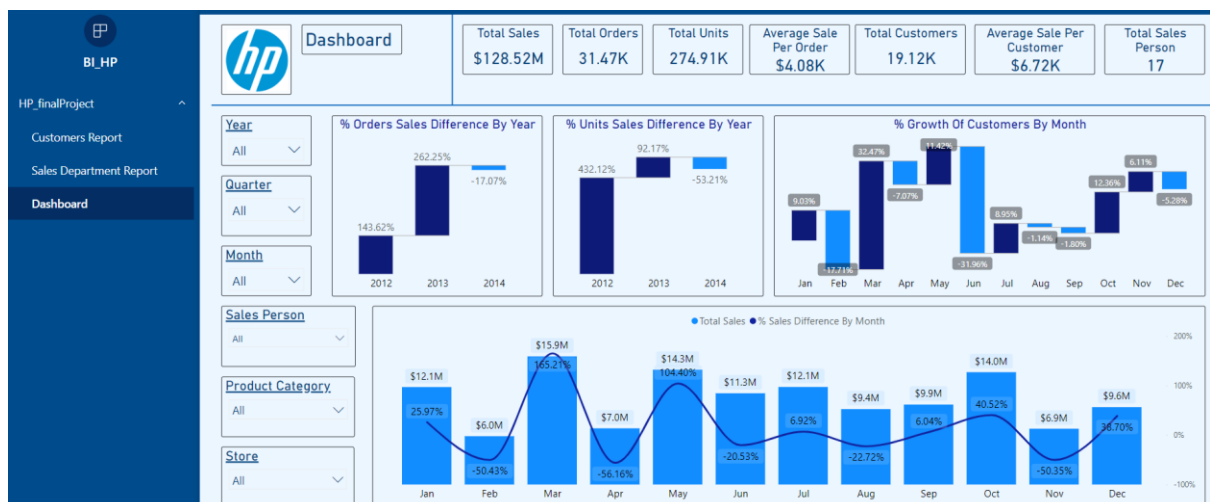 BI_HP
HP_finalProject
Customers Report
Sales Department Report
Dashboard
hp
Dashboard
Total Sales
$128.52M
Total Orders
31.47K
Total Units
274.91K
Average Sale
Per Order
$4.08K
Total Customers
19.12K
Average Sale Per
Customer
$6.72K
Total Sales
Person
17
Year
All
Quarter
All
Month
All
% Orders Sales Difference By Year
262.25%
-17.07%
143.62%
2012 2013 2014
% Units Sales Difference By Year
92.17%
432.12%
-53.21%
2012 2013 2014
% Growth Of Customers By Month
11.42%
32.47%
6.11%
-7.07%
12.36%
-5.28%
9.03%
-1.14%
-1.80%
-31.96%
-17.71%
Jan Feb Mar Apr May Jun Jul Aug Sep Oct Nov Dec
Sales Person
All
Product Category
All
Store
All
Total Sales % Sales Difference By Month
200%
$15.9M
165.21%
$14.3M
104.40%
$14.0M
$12.1M
$11.3M
$12.1M
100%
$9.4M
$9.9M
$9.6M
25.97%
$6.0M
$7.0M
6.92%
6.04%
40.52%
$6.9M
38.70%
0%
-50.43%
-56.16%
-20.53%
-22.72%
-50.35%
-100%
Jan Feb Mar Apr May Jun Jul Aug Sep Oct Nov Dec